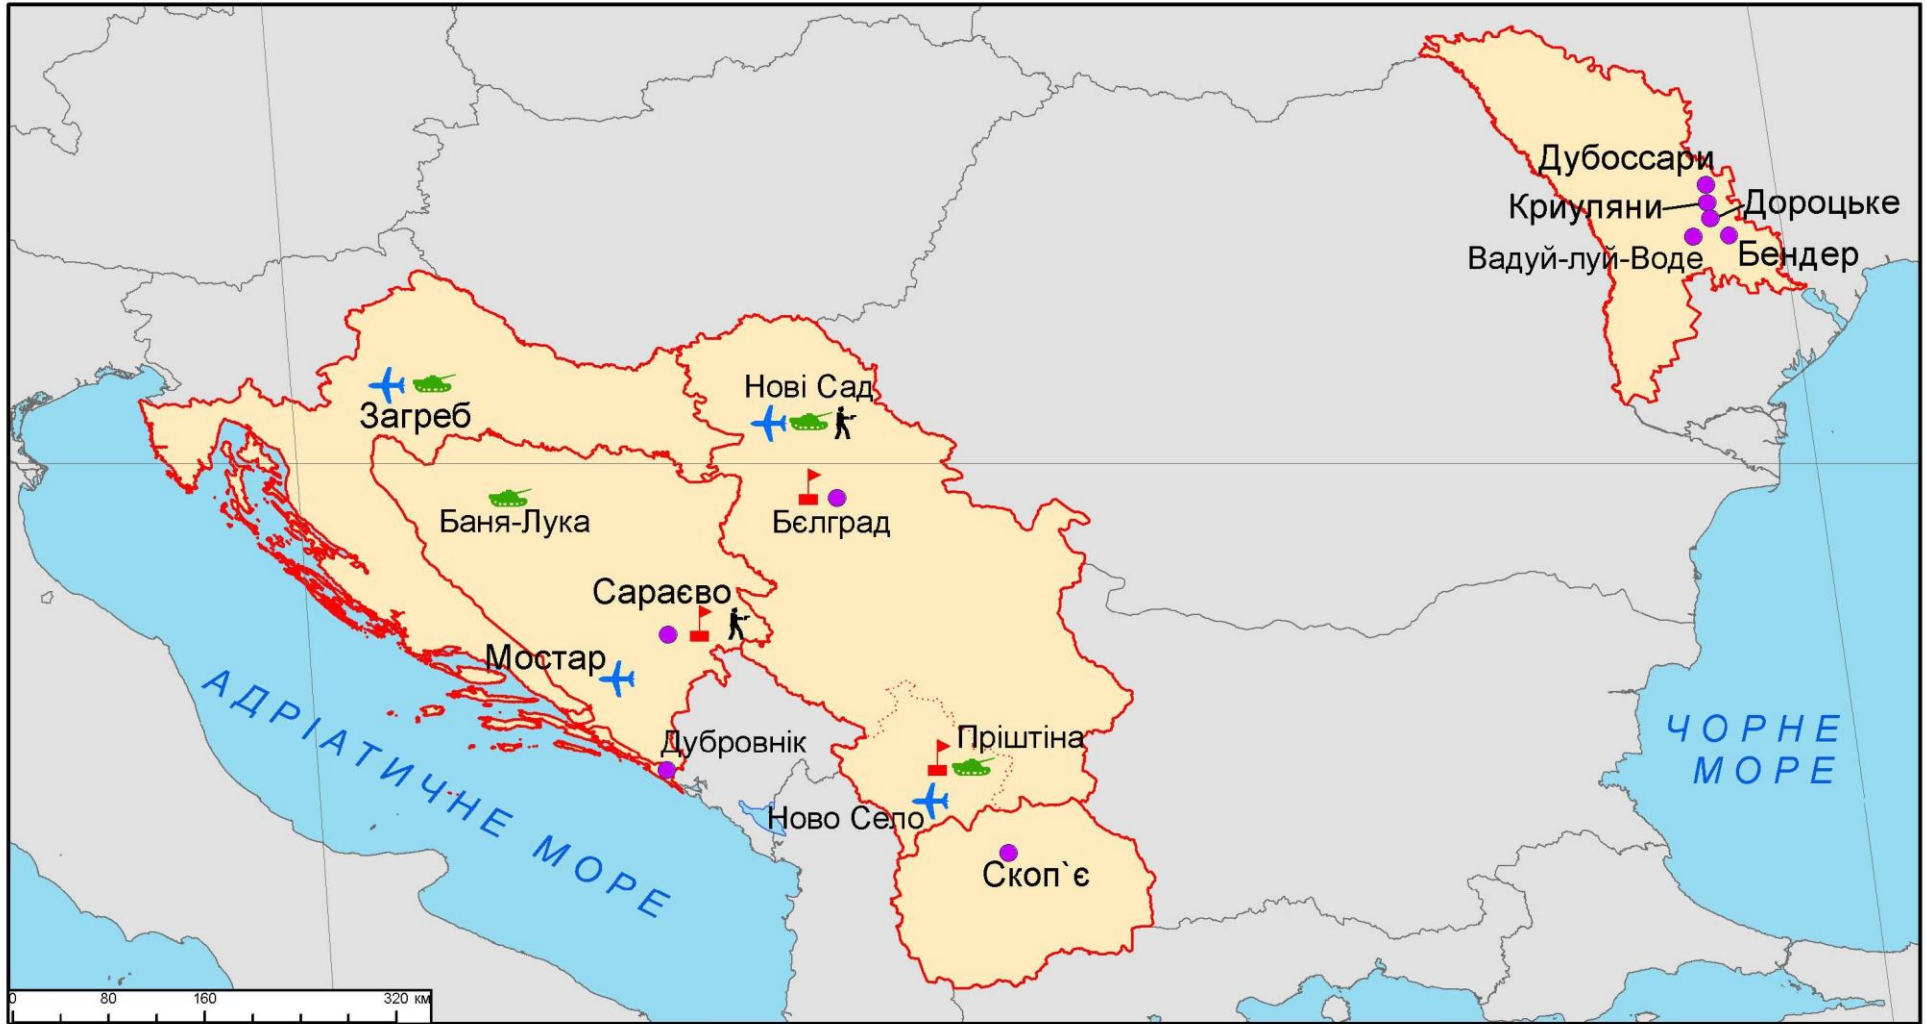 Дубоссари
Криуляни
Дороцьке
Вадуй-луй-Воде
Бендер
Загреб
Нові Сад
Баня-Лука
Бєлград
Сараєво
Мостар
Дубровнік
Пріштіна
Ново Село
Скоп`є
АДРІАТИЧНЕ МОРЕ
ЧОРНЕ
МОРЕ
0 80 160 320 км